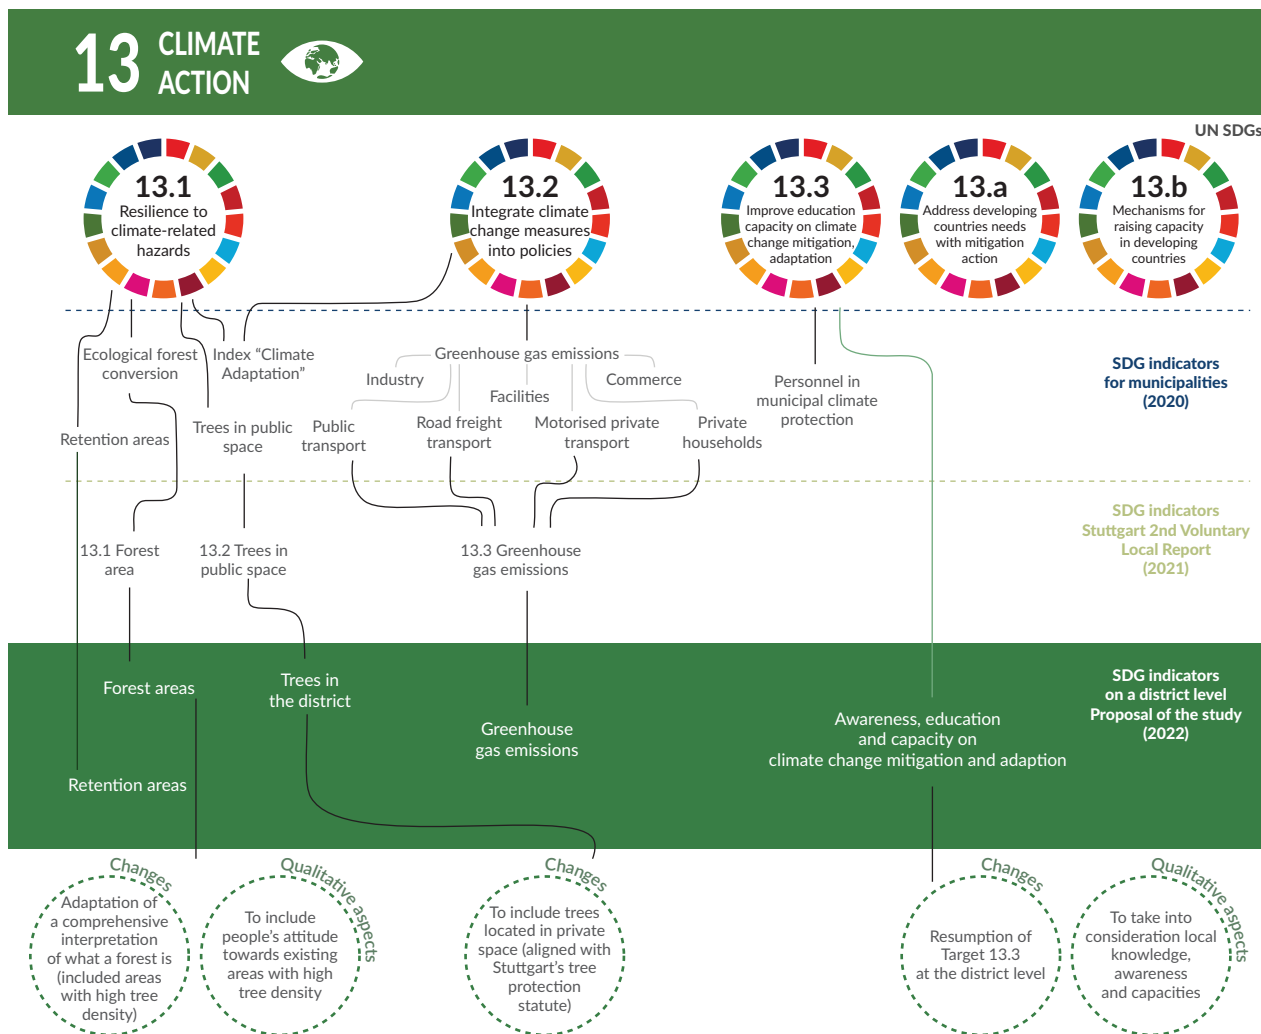 13 CLIMATE
ACTION
UN SDGs
13.1
Resilience to
climate-related
hazards
13.2
Integrate climate
change measures
into policies
13.3
Improve education
capacity on climate
change mitigation,
adaptation
13.a
Address developing
countries needs
with mitigation
action
13.b
Mechanisms for
raising capacity
in developing
countries
Ecological forest
conversion
Index “Climate
Adaptation”
Greenhouse gas emissions
Industry
Facilities
Commerce
Personnel in
municipal climate
protection
SDG indicators
for municipalities
(2020)
Retention areas
Trees in public
space
Public
transport
Road freight
transport
Motorised private
transport
Private
households
SDG indicators
Stuttgart 2nd Voluntary
Local Report
(2021)
13.1 Forest
area
13.2 Trees in
public space
13.3 Greenhouse
gas emissions
Forest areas
Trees in
the district
Greenhouse
gas emissions
Awareness, education
and capacity on
climate change mitigation and adaption
SDG indicators
on a district level
Proposal of the study
(2022)
Retention areas
Changes
Adaptation of
a comprehensive
interpretation
of what a forest is
(included areas
with high tree
density)
Qualitative aspects
To include
people’s attitude
towards existing
areas with high
tree density
Changes
To include trees
located in private
space (aligned with
Stuttgart’s tree
protection
statute)
Changes
Resumption of
Target 13.3
at the district level
Qualitative aspects
To take into
consideration local
knowledge,
awareness
and capacities